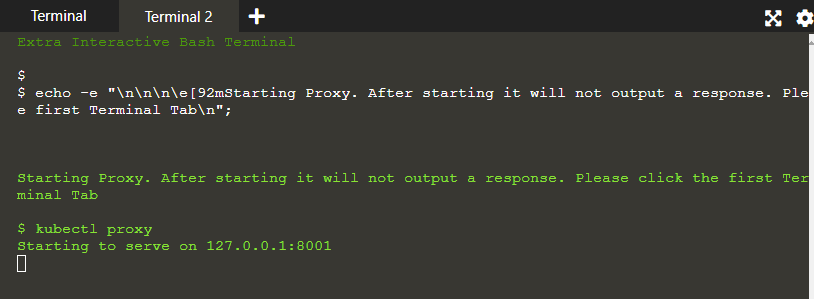 Terminal Terminal 2 +
Extra Interactive Bash Terminal
$
$ echo -e "\n\n\n\e[92mStarting Proxy. After starting it will not output a response. Ple
e first Terminal Tab\n";
Starting Proxy. After starting it will not output a response. Please click the first Ter
minal Tab
$ kubectl proxy
Starting to serve on 127.0.0.1:8001